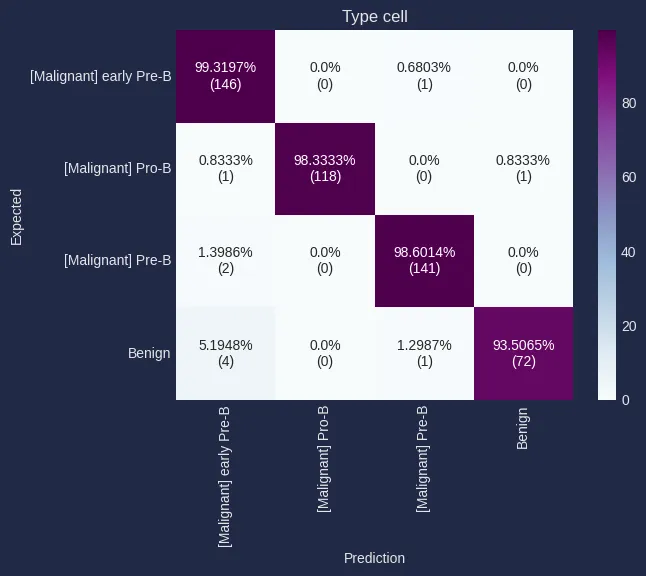 Type cell
[Malignant] early Pre-B
99.3197% 0.0% 0.6803% 0.0%
(146) (0) (1) (0)
[Malignant] Pro-B
0.8333% 98.3333% 0.0% 0.8333%
(1) (118) (0) (1)
[Malignant] Pre-B
1.3986% 0.0% 98.6014% 0.0%
(2) (0) (141) (0)
Benign
5.1948% 0.0% 1.2987% 93.5065%
(4) (0) (1) (72)
Expected
[Malignant] early Pre-B
[Malignant] Pro-B
[Malignant] Pre-B
Benign
Prediction
80
60
40
20
0